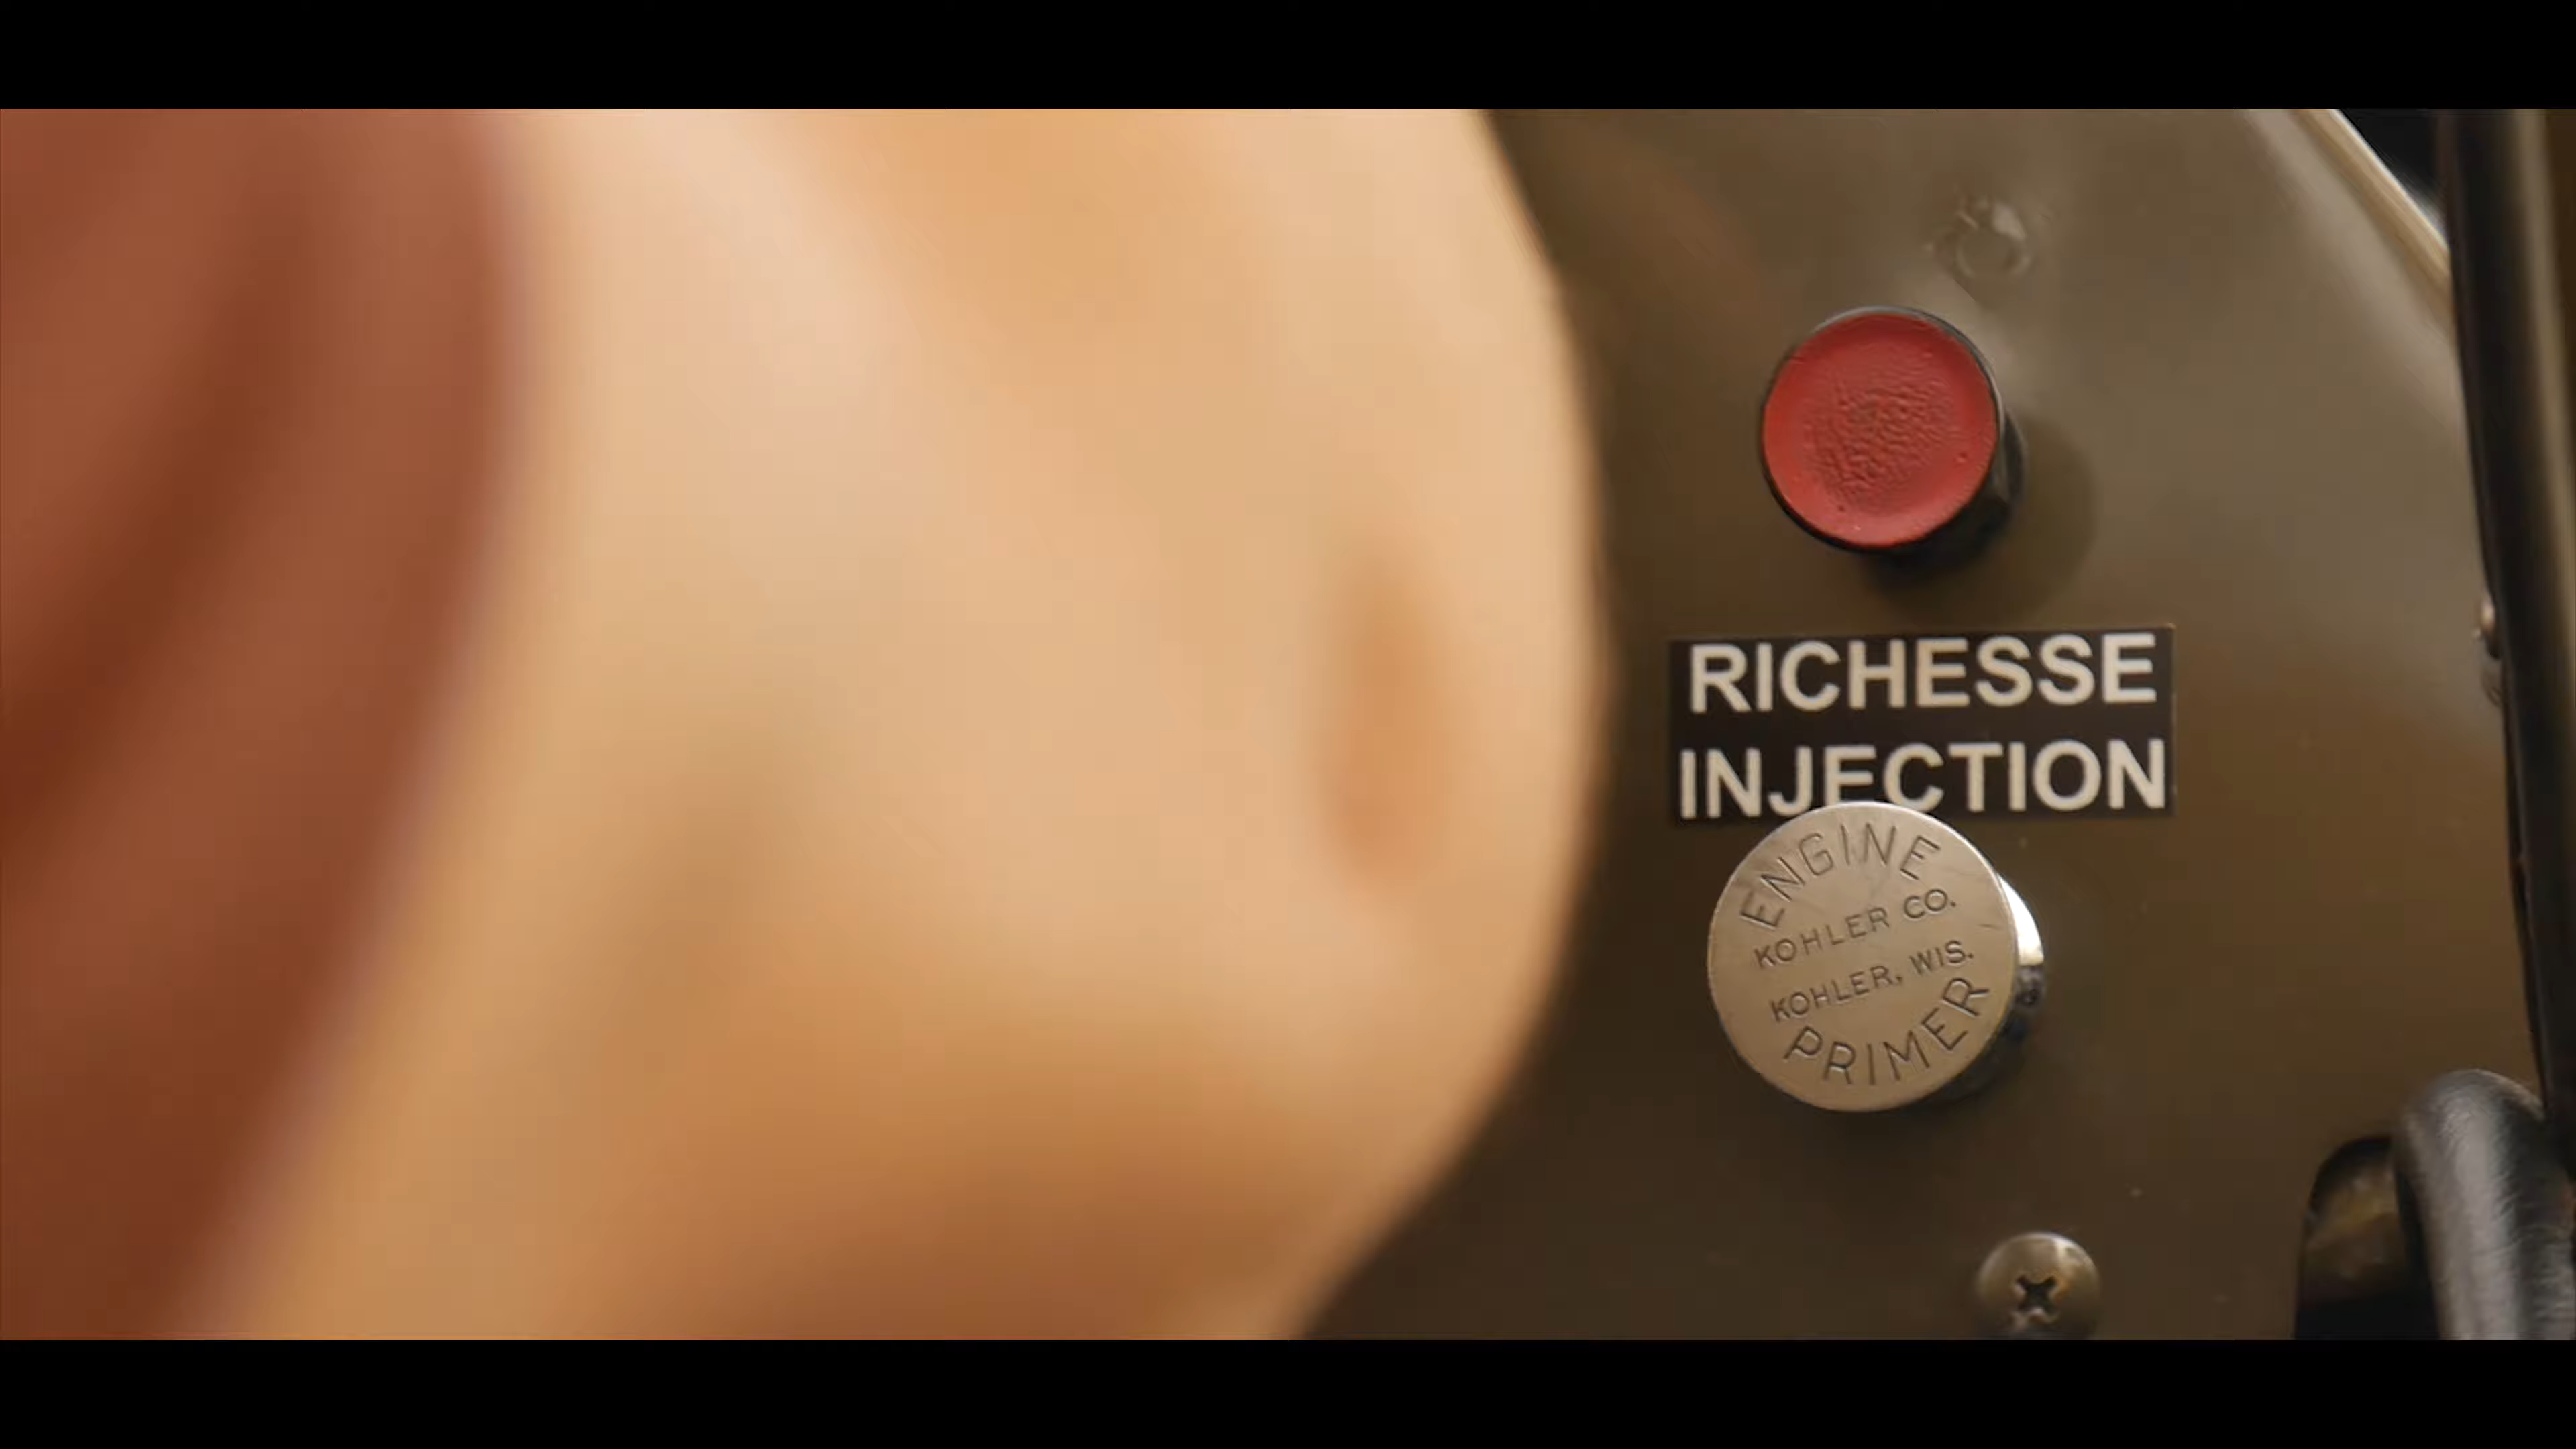 RICHESSE
INJECTION
ENGINE
KOHLER CO.
KOHLER, WIS.
PRIMER